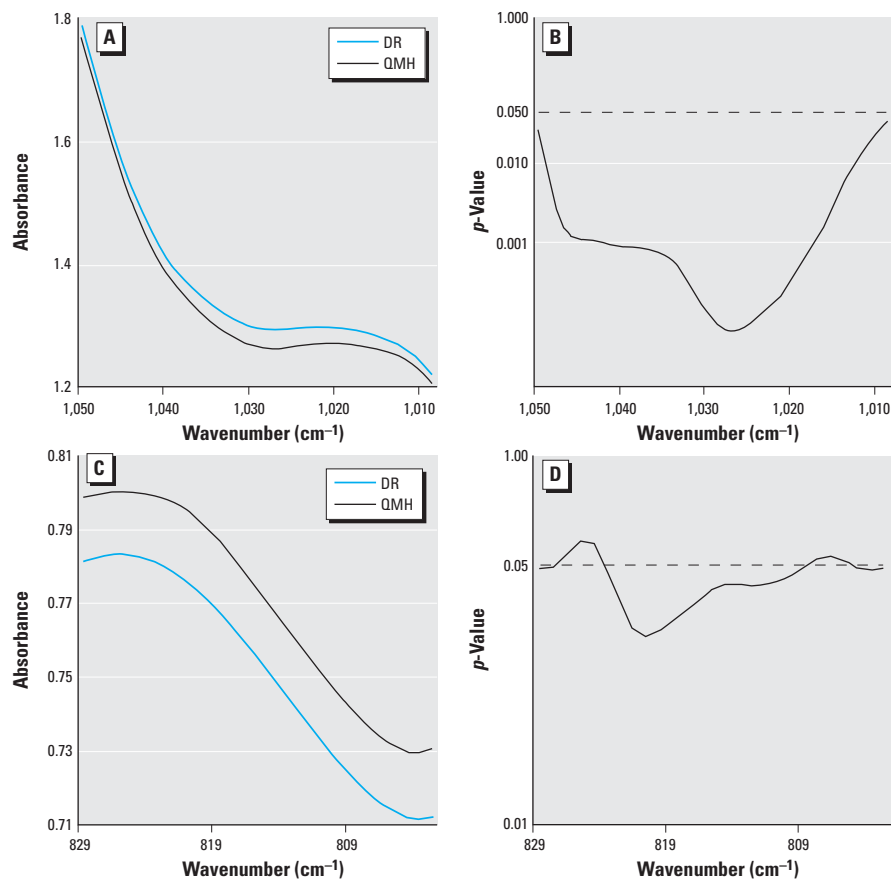 A
DR
QMH
Absorbance
1.8
1.6
1.4
1.2
1,050
1,040
1,030
1,020
1,010
Wavenumber (cm⁻¹)
B
p-Value
1.000
0.050
0.010
0.001
1,050
1,040
1,030
1,020
1,010
Wavenumber (cm⁻¹)
C
DR
QMH
Absorbance
0.81
0.79
0.77
0.75
0.73
0.71
829
819
809
Wavenumber (cm⁻¹)
D
p-Value
1.00
0.05
0.01
829
819
809
Wavenumber (cm⁻¹)